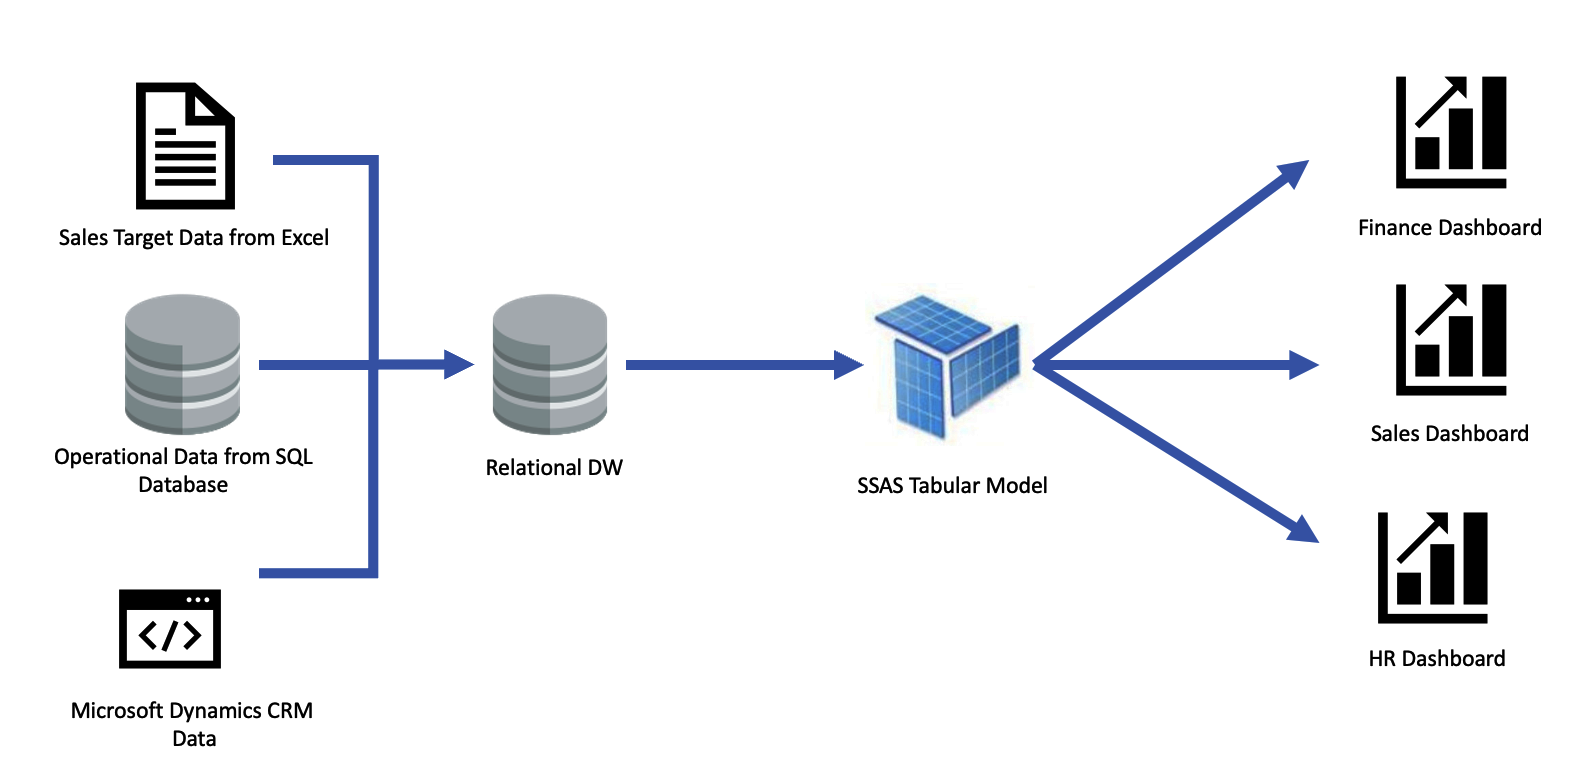 Sales Target Data from Excel
Operational Data from SQL
Database
Microsoft Dynamics CRM
Data
Relational DW
SSAS Tabular Model
Finance Dashboard
Sales Dashboard
HR Dashboard